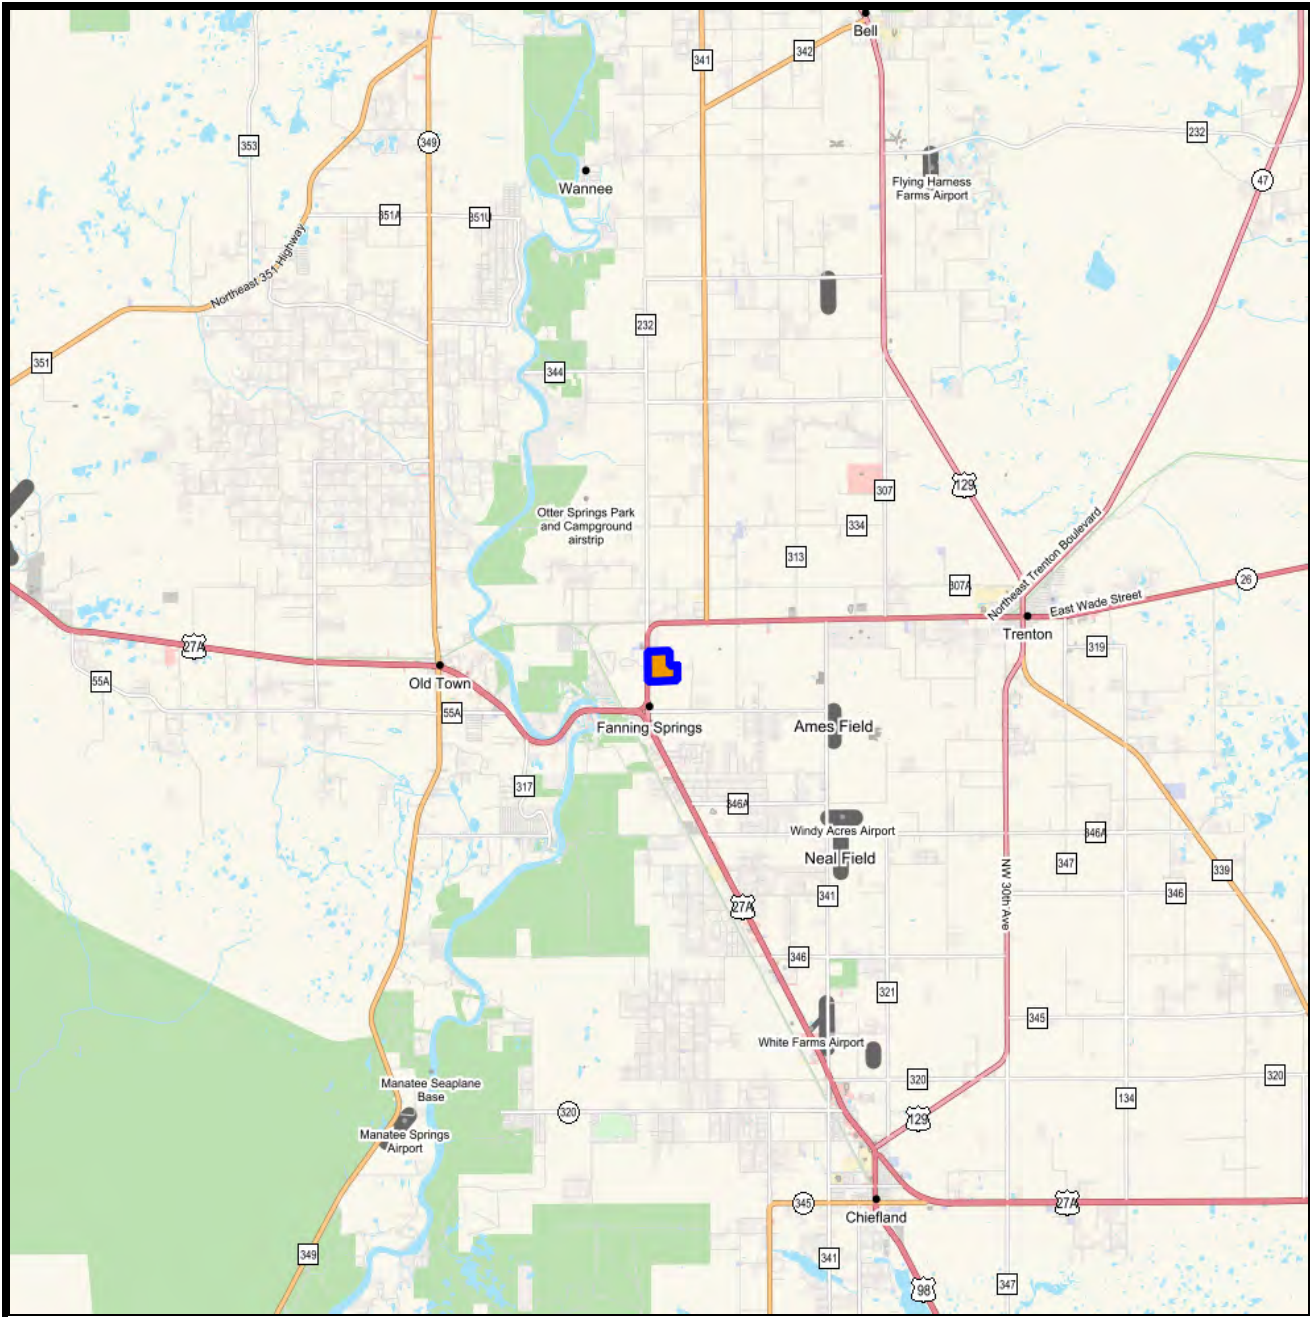 Bell
341
342
349
353
232
47
Wannee
Flying Harness
Farms Airport
351A
351U
Northeast 351 Highway
232
351
344
129
307
Otter Springs Park
and Campground
airstrip
334
313
Northeast Trenton Boulevard
307A
26
East Wade Street
Trenton
27A
319
55A
Old Town
55A
Fanning Springs
Ames Field
317
346A
Windy Acres Airport
346A
Neal Field
347
339
341
346
27A
NW 30th Ave
346
321
345
White Farms Airport
320
320
Manatee Seaplane
Base
134
320
129
Manatee Springs
Airport
345
27A
Chiefland
349
341
347
98